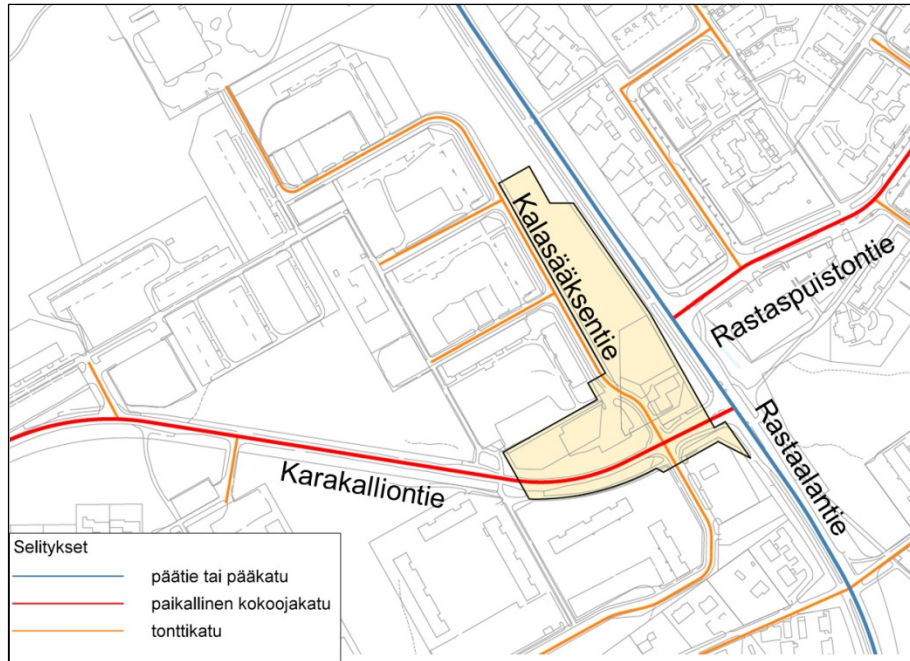 Kalasääksentie
Rastaspuistontie
Rastaalantie
Karakalliontie
Selitykset
päätie tai pääkatu
paikallinen kokoojakatu
tonttikatu